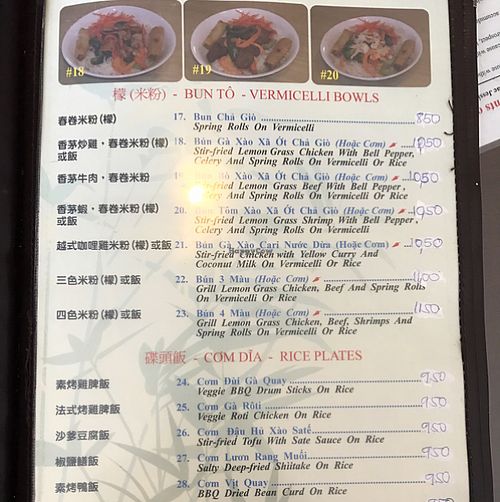 #18
#19
#20
檬 (米粉) - BUN TÔ - VERMICELLI BOWLS
春卷米粉(檬) 17. Bun Chả Giò 850
Spring Rolls On Vermicelli
香茅炒雞,春卷米粉(檬) 18. Bún Gà Xào Xã Ớt Chả Giò (Hoặc Cơm) 1050
或飯 Stir-fried Lemon Grass Chicken With Bell Pepper,
Celery And Spring Rolls On Vermicelli Or Rice
香茅牛肉,春卷米粉 Bún Bò Xào Xã Ớt Chả Giò (Hoặc Cơm) 1050
Stir-fried Lemon Grass Beef With Bell Pepper,
Celery And Spring Rolls On Vermicelli Or Rice
香茅蝦,春卷米粉(檬) 20. Bun Tôm Xào Xã Ớt Chả Giò (Hoặc Cơm) 1050
或飯 Stir-fried Lemon Grass Shrimp With Bell Pepper,
Celery And Spring Rolls On Vermicelli Or Rice
越式咖喱雞米粉(檬)或飯 21. Bún Gà Xào Cari Nước Dừa (Hoặc Cơm) 1050
Stir-fried Chicken with Yellow Curry And
Coconut Milk On Vermicelli Or Rice
三色米粉(檬)或飯 22. Bún 3 Màu (Hoặc Cơm) 1100
Grill Lemon Grass Chicken, Beef And Spring Rolls
On Vermicelli Or Rice
四色米粉(檬)或飯 23. Bún 4 Màu (Hoặc Cơm) 1150
Grill Lemon Grass Chicken, Beef, Shrimps And
Spring Rolls On Vermicelli Or Rice
碟頭飯 - CƠM DĨA - RICE PLATES
素烤雞脾飯 24. Cơm Đùi Gà Quay 950
Veggie BBQ Drum Sticks On Rice
法式烤雞脾飯 25. Cơm Gà Rôti 950
Veggie Roti Chicken On Rice
沙爹豆腐飯 26. Cơm Đậu Hủ Xào Satế 950
Stir-fried Tofu With Sate Sauce On Rice
椒鹽鱔飯 27. Cơm Lươn Rang Muối 950
Salty Deep-fried Shiitake On Rice
素烤鴨飯 28. Cơm Vịt Quay 950
BBQ Dried Bean Curd On Rice